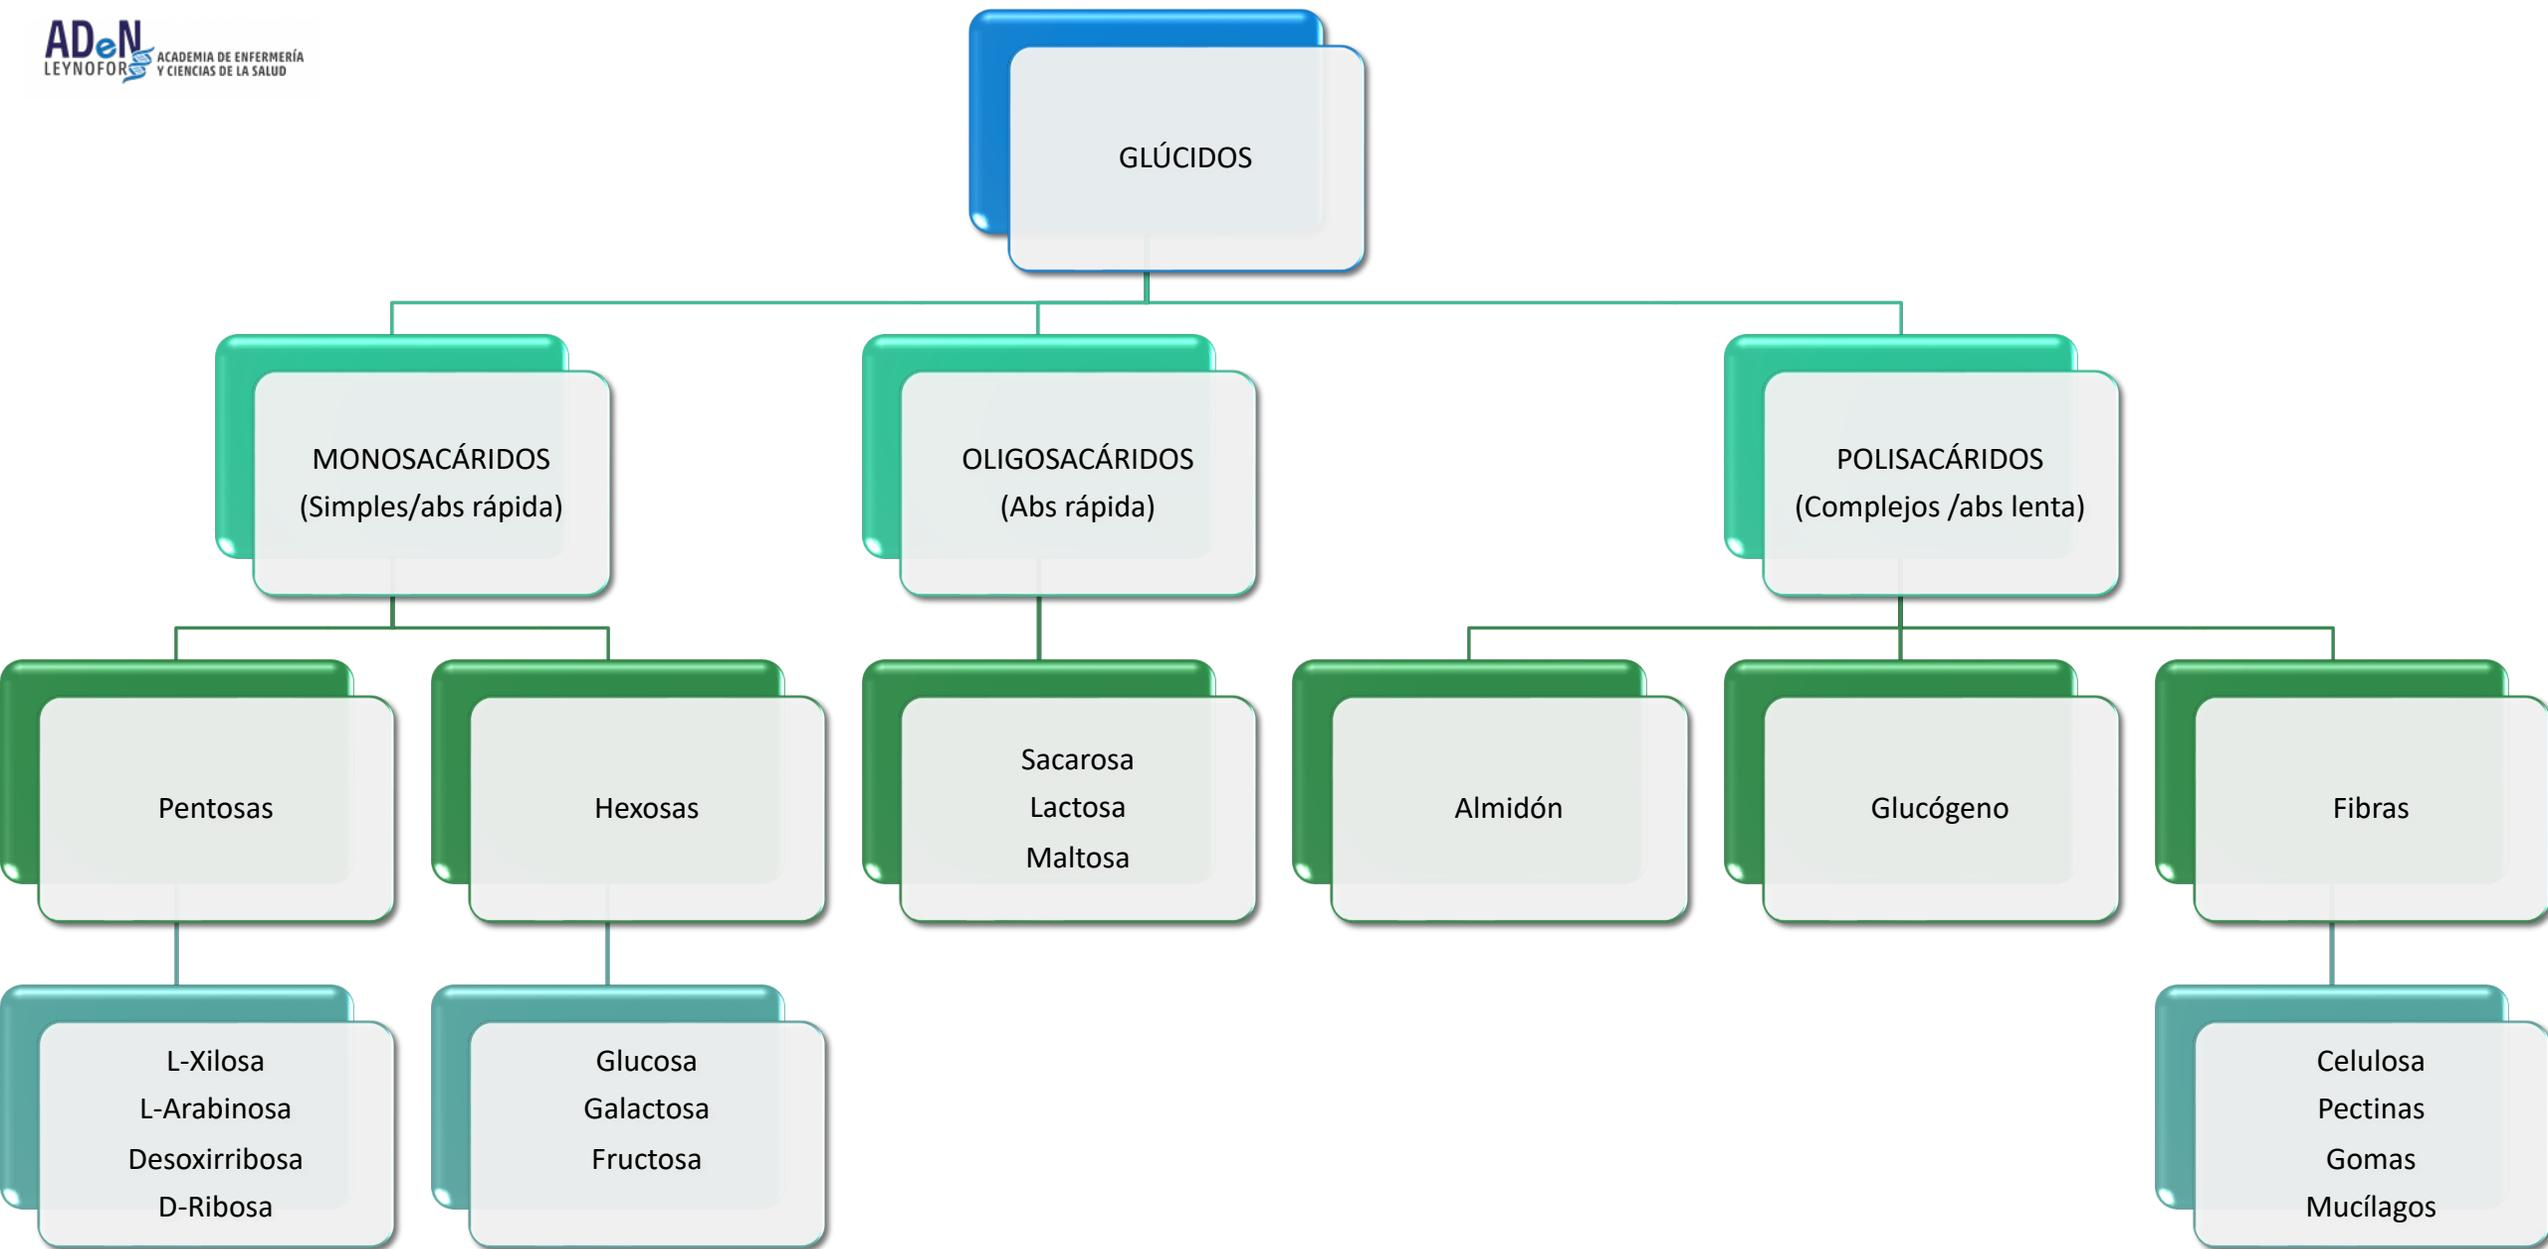 ADeN
LEYNOFOR
ACADEMIA DE ENFERMERÍA
Y CIENCIAS DE LA SALUD
GLÚCIDOS
MONOSACÁRIDOS
(Simples/abs rápida)
OLIGOSACÁRIDOS
(Abs rápida)
POLISACÁRIDOS
(Complejos /abs lenta)
Pentosas
Hexosas
Sacarosa
Lactosa
Maltosa
Almidón
Glucógeno
Fibras
L-Xilosa
L-Arabinosa
Desoxirribosa
D-Ribosa
Glucosa
Galactosa
Fructosa
Celulosa
Pectinas
Gomas
Mucílagos